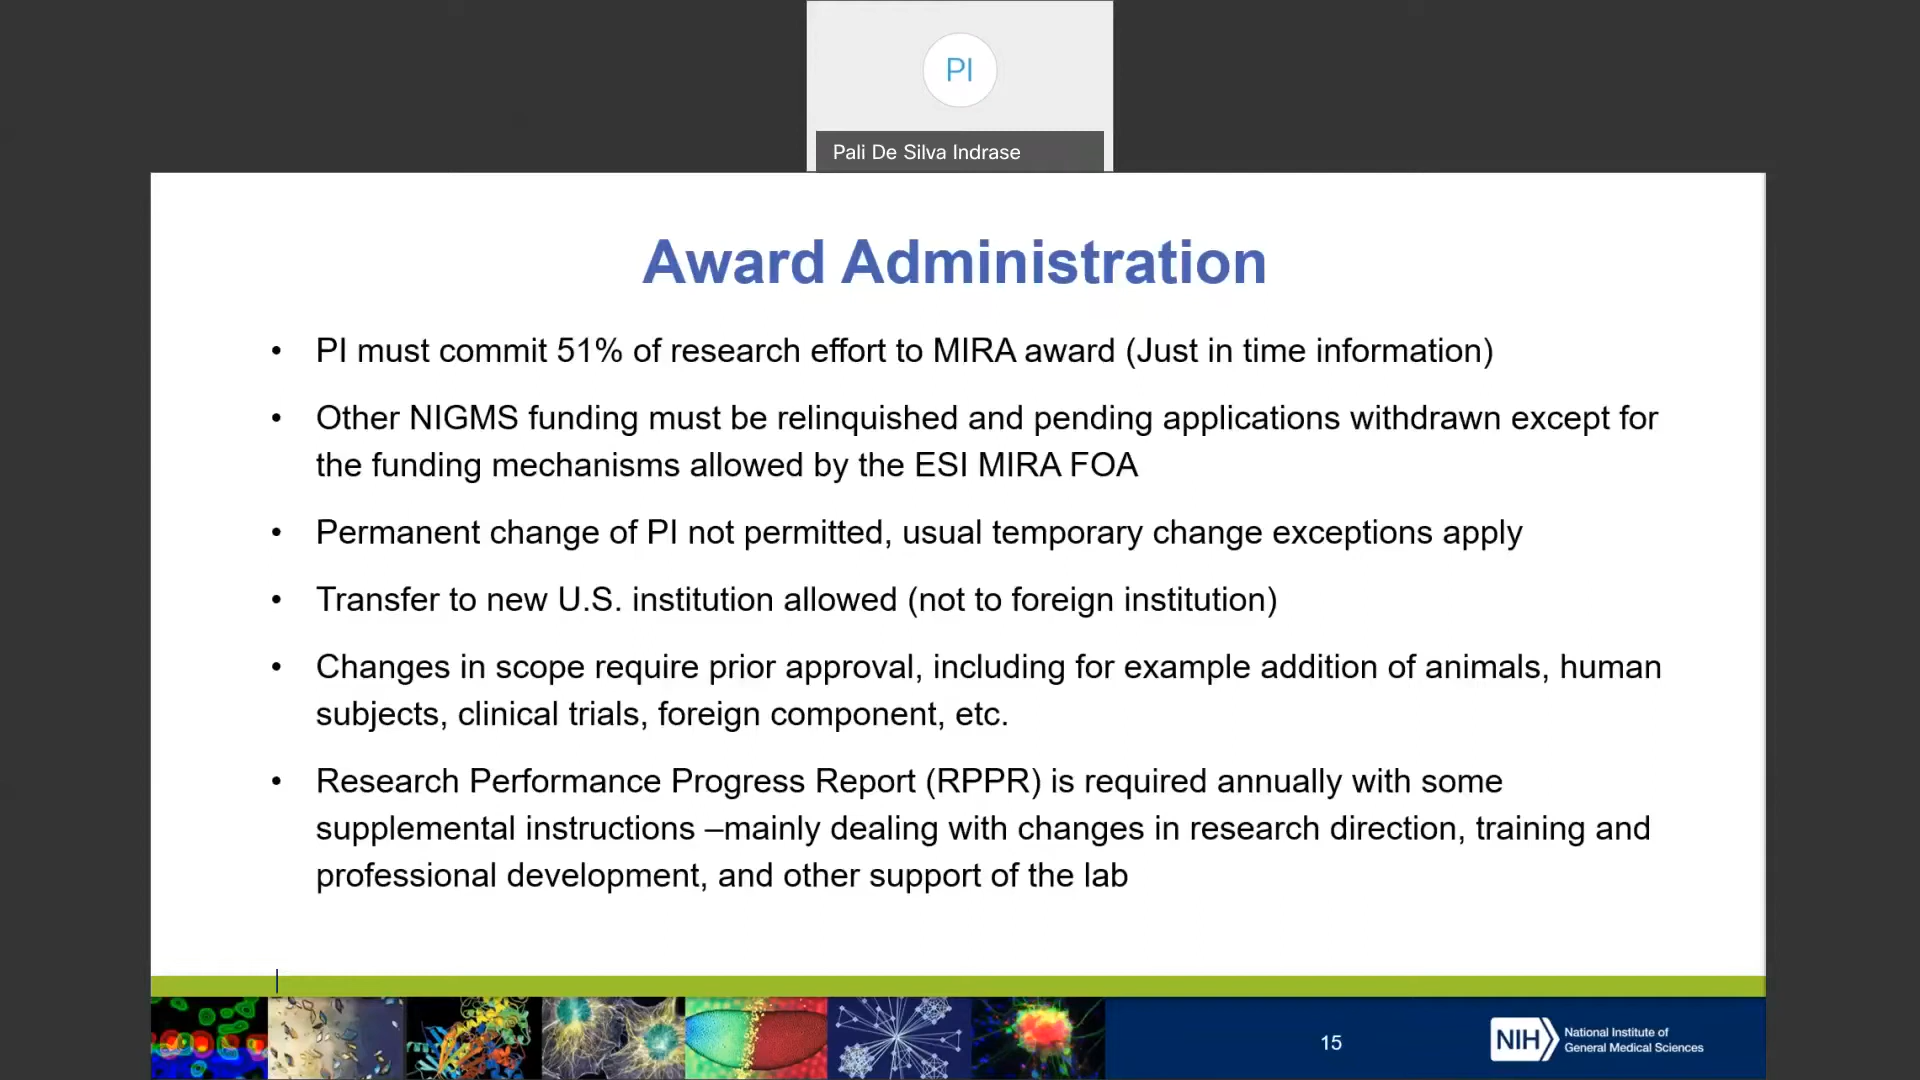 PI
Pali De Silva Indrase
Award Administration
• PI must commit 51% of research effort to MIRA award (Just in time information)
• Other NIGMS funding must be relinquished and pending applications withdrawn except for
the funding mechanisms allowed by the ESI MIRA FOA
• Permanent change of PI not permitted, usual temporary change exceptions apply
• Transfer to new U.S. institution allowed (not to foreign institution)
• Changes in scope require prior approval, including for example addition of animals, human
subjects, clinical trials, foreign component, etc.
• Research Performance Progress Report (RPPR) is required annually with some
supplemental instructions –mainly dealing with changes in research direction, training and
professional development, and other support of the lab
15
NIH
National Institute of
General Medical Sciences